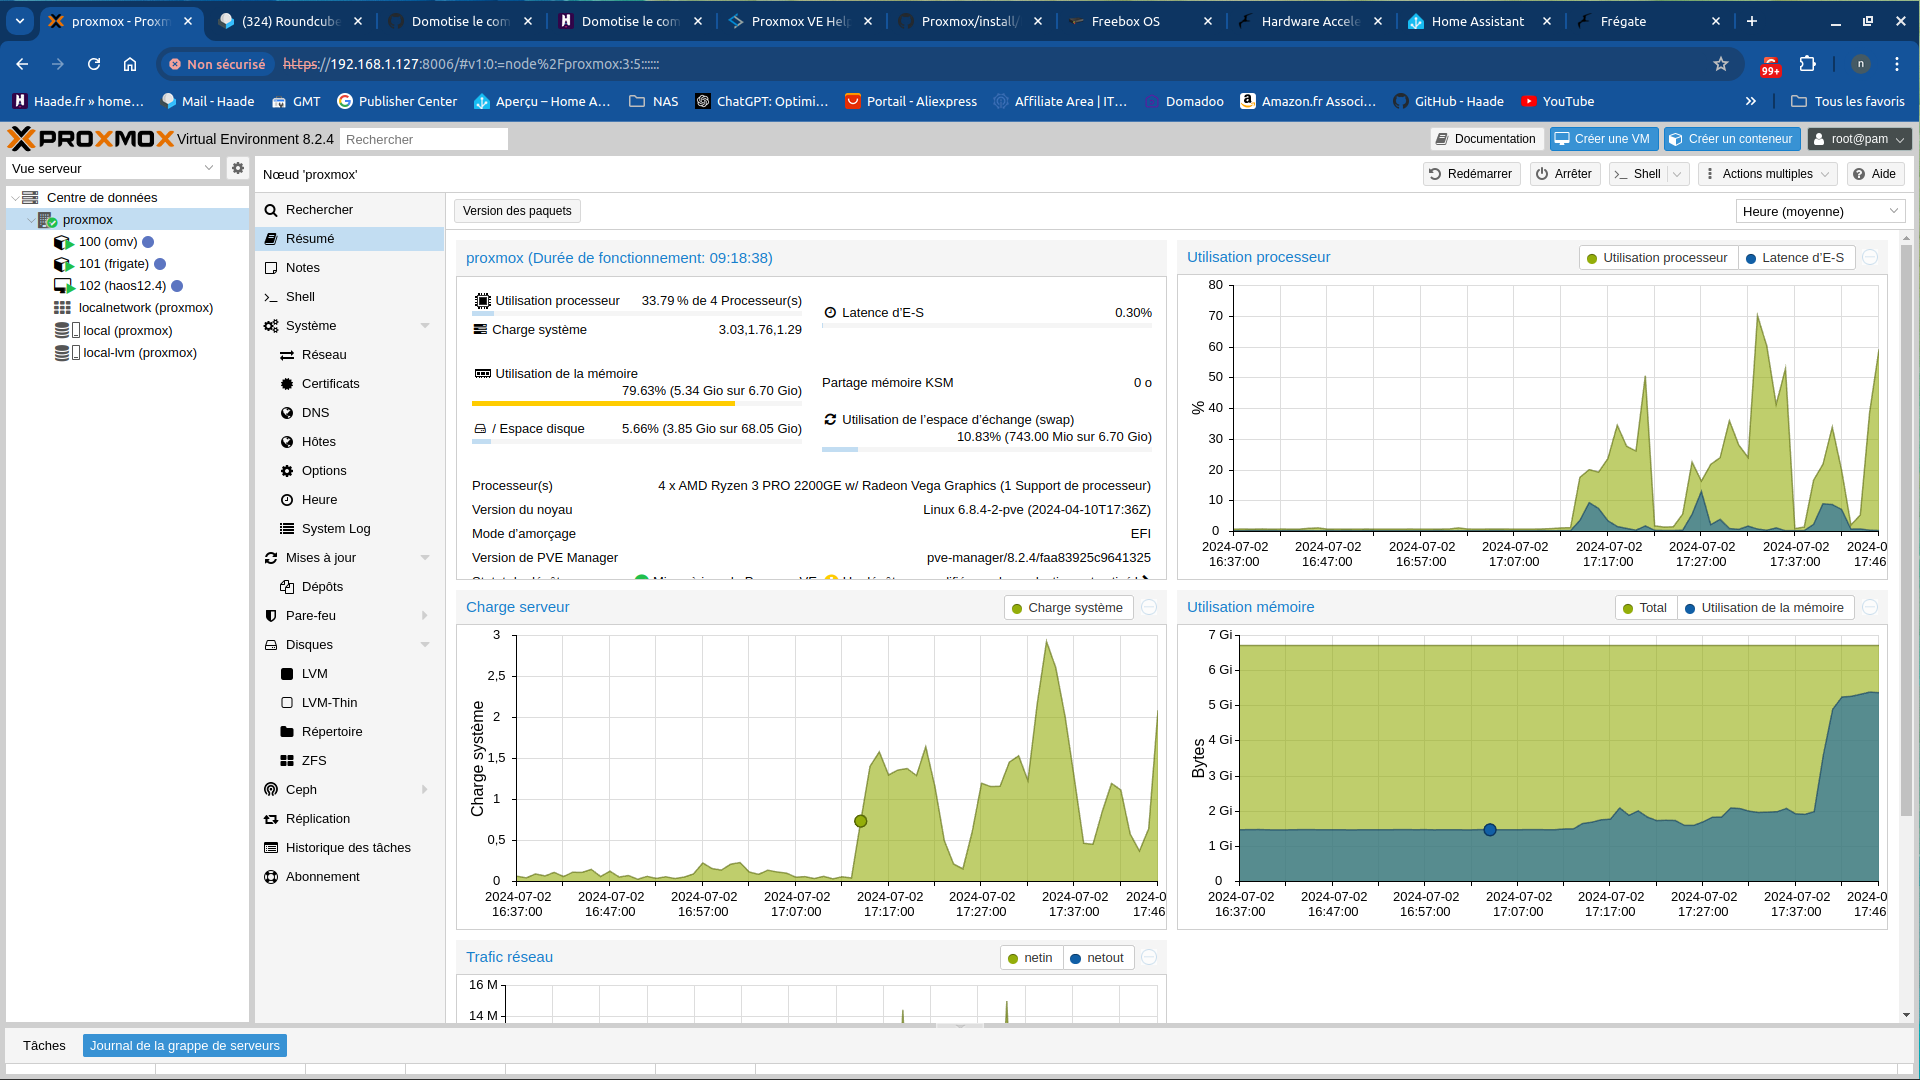 proxmox - Proxm
(324) Roundcube
Domotise le com
Domotise le com
Proxmox VE Hel
Proxmox/install/
Freebox OS
Hardware Accele
Home Assistant
Frégate
Non sécurisé
https://192.168.1.127:8006/#v1:0:=node%2Fproxmox:3:5::::::
99+
n
Haade.fr » home…
Mail - Haade
GMT
Publisher Center
Aperçu – Home A…
NAS
ChatGPT: Optimi…
Portail - Aliexpress
Affiliate Area | IT…
Domadoo
Amazon.fr Associ…
GitHub - Haade
YouTube
Tous les favoris
PROXMOX Virtual Environment 8.2.4
Rechercher
Documentation
Créer une VM
Créer un conteneur
root@pam
Vue serveur
Nœud 'proxmox'
Redémarrer
Arrêter
Shell
Actions multiples
Aide
Centre de données
proxmox
100 (omv)
101 (frigate)
102 (haos12.4)
localnetwork (proxmox)
local (proxmox)
local-lvm (proxmox)
Rechercher
Résumé
Notes
Shell
Système
Réseau
Certificats
DNS
Hôtes
Options
Heure
System Log
Mises à jour
Dépôts
Pare-feu
Disques
LVM
LVM-Thin
Répertoire
ZFS
Ceph
Réplication
Historique des tâches
Abonnement
Version des paquets
Heure (moyenne)
proxmox (Durée de fonctionnement: 09:18:38)
Utilisation processeur 33.79 % de 4 Processeur(s)
Charge système 3.03,1.76,1.29
Latence d’E-S 0.30%
Utilisation de la mémoire
79.63% (5.34 Gio sur 6.70 Gio)
Partage mémoire KSM 0 o
/ Espace disque 5.66% (3.85 Gio sur 68.05 Gio)
Utilisation de l’espace d’échange (swap)
10.83% (743.00 Mio sur 6.70 Gio)
Processeur(s) 4 x AMD Ryzen 3 PRO 2200GE w/ Radeon Vega Graphics (1 Support de processeur)
Version du noyau Linux 6.8.4-2-pve (2024-04-10T17:36Z)
Mode d’amorçage EFI
Version de PVE Manager pve-manager/8.2.4/faa83925c9641325
Utilisation processeur
Utilisation processeur
Latence d’E-S
80
70
60
50
40
30
20
10
0
%
2024-07-02 16:37:00
2024-07-02 16:47:00
2024-07-02 16:57:00
2024-07-02 17:07:00
2024-07-02 17:17:00
2024-07-02 17:27:00
2024-07-02 17:37:00
2024-0 17:46
Charge serveur
Charge système
3
2,5
2
1,5
1
0,5
0
Charge système
2024-07-02 16:37:00
2024-07-02 16:47:00
2024-07-02 16:57:00
2024-07-02 17:07:00
2024-07-02 17:17:00
2024-07-02 17:27:00
2024-07-02 17:37:00
2024-0 17:46
Utilisation mémoire
Total
Utilisation de la mémoire
7 Gi
6 Gi
5 Gi
4 Gi
3 Gi
2 Gi
1 Gi
0
Bytes
2024-07-02 16:37:00
2024-07-02 16:47:00
2024-07-02 16:57:00
2024-07-02 17:07:00
2024-07-02 17:17:00
2024-07-02 17:27:00
2024-07-02 17:37:00
2024-0 17:46
Trafic réseau
netin
netout
16 M
14 M
Tâches
Journal de la grappe de serveurs